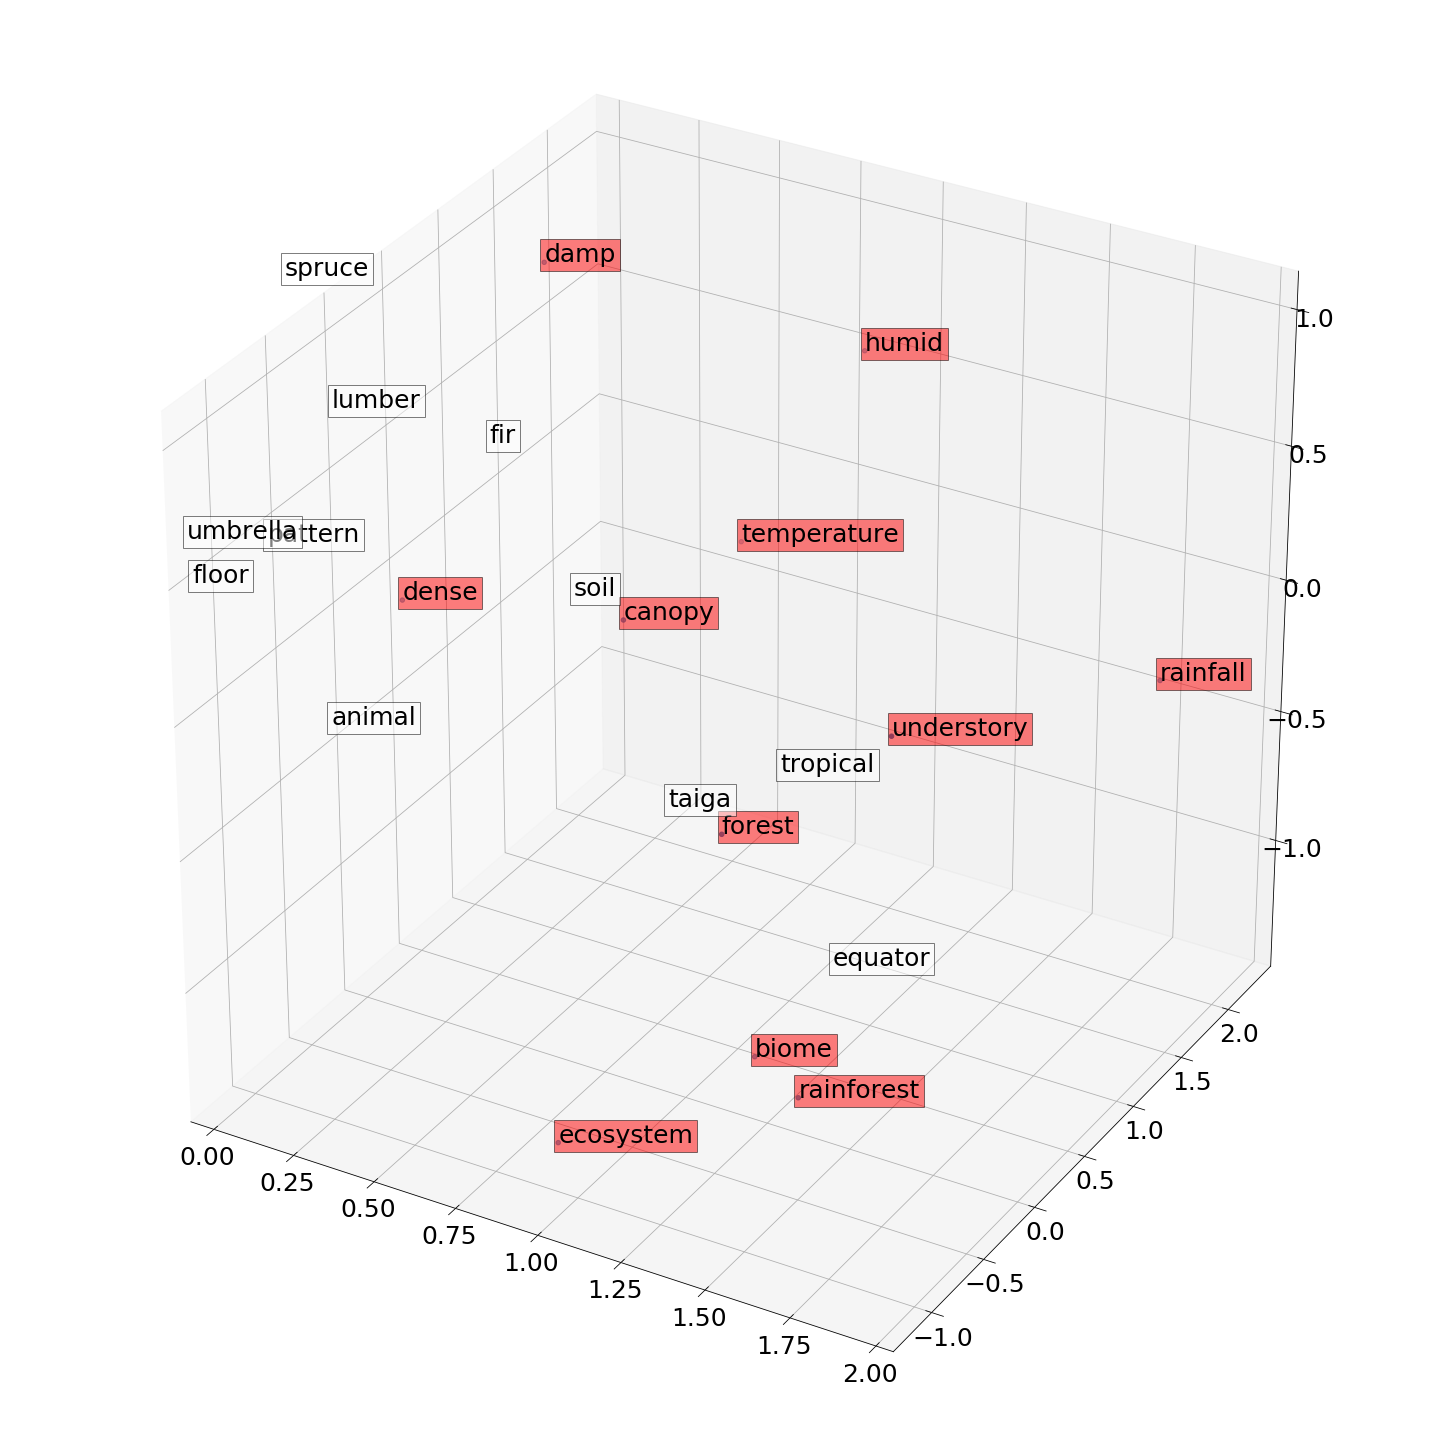 damp
spruce
humid
lumber
fir
umbrella
pattern
temperature
floor
dense
soil
canopy
rainfall
animal
understory
tropical
taiga
forest
equator
biome
rainforest
ecosystem
1.0
0.5
0.0
−0.5
−1.0
2.0
1.5
1.0
0.5
0.0
−0.5
−1.0
0.00
0.25
0.50
0.75
1.00
1.25
1.50
1.75
2.00